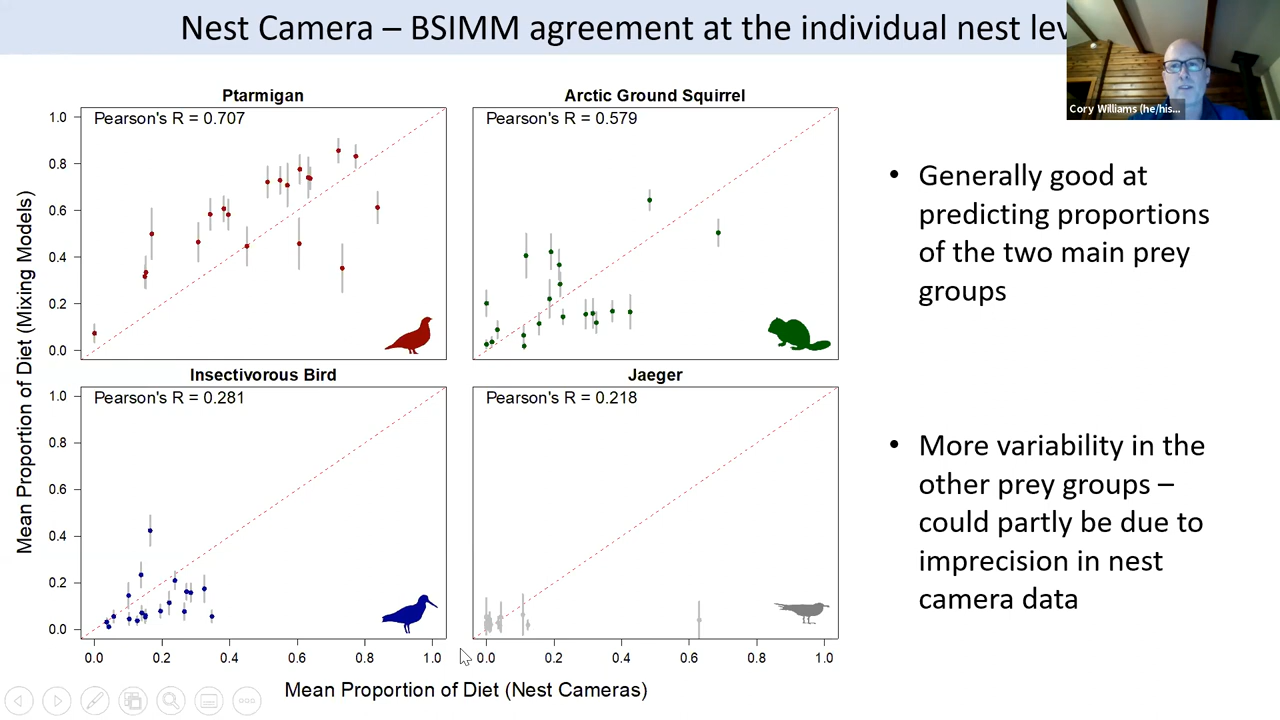 Nest Camera – BSIMM agreement at the individual nest lev
Cory Williams (he/his...
Ptarmigan
Pearson's R = 0.707
Arctic Ground Squirrel
Pearson's R = 0.579
Insectivorous Bird
Pearson's R = 0.281
Jaeger
Pearson's R = 0.218
Mean Proportion of Diet (Mixing Models)
1.0
0.8
0.6
0.4
0.2
0.0
1.0
0.8
0.6
0.4
0.2
0.0
0.0 0.2 0.4 0.6 0.8 1.0
0.0 0.2 0.4 0.6 0.8 1.0
Mean Proportion of Diet (Nest Cameras)
• Generally good at
predicting proportions
of the two main prey
groups
• More variability in the
other prey groups –
could partly be due to
imprecision in nest
camera data